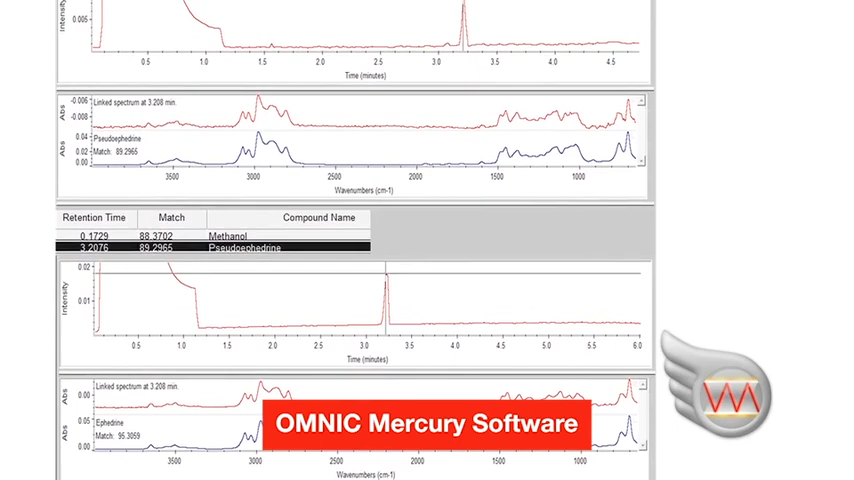 Intensity
0.005
0.5
1.0
1.5
2.0
2.5
3.0
3.5
4.0
4.5
Time (minutes)
Abs
-0.006
-0.008
Linked spectrum at 3.208 min.
Abs
0.04
0.02
0.00
Pseudoephedrine
Match: 89.2965
3500
3000
2500
2000
1500
1000
Wavenumbers (cm-1)
Retention Time Match Compound Name
0.1729 88.3702 Methanol
3.2076 89.2965 Pseudoephedrine
Intensity
0.02
0.01
0.5
1.0
1.5
2.0
2.5
3.0
3.5
4.0
4.5
5.0
5.5
6.0
Time (minutes)
Abs
0.00
Linked spectrum at 3.208 min.
Abs
0.05
0.00
Ephedrine
Match: 95.3059
OMNIC Mercury Software
3500
3000
2500
2000
1500
1000
Wavenumbers (cm-1)